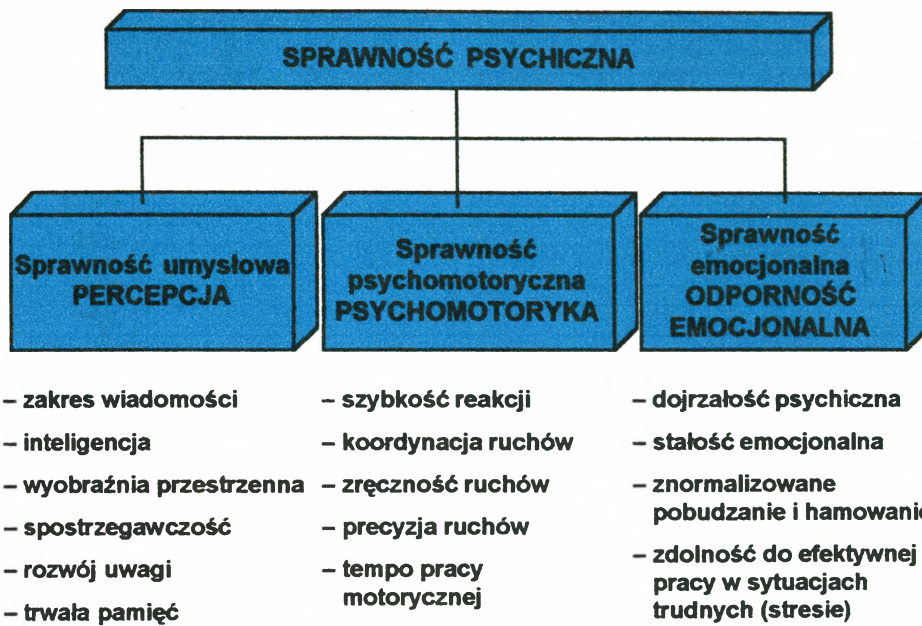 SPRAWNOŚĆ PSYCHICZNA
Sprawność umysłowa
PERCEPCJA
– zakres wiadomości
– inteligencja
– wyobraźnia przestrzenna
– spostrzegawczość
– rozwój uwagi
– trwała pamięć
Sprawność
psychomotoryczna
PSYCHOMOTORYKA
– szybkość reakcji
– koordynacja ruchów
– zręczność ruchów
– precyzja ruchów
– tempo pracy
motorycznej
Sprawność
emocjonalna
ODPORNOŚĆ
EMOCJONALNA
– dojrzałość psychiczna
– stałość emocjonalna
– znormalizowane
pobudzanie i hamowanie
– zdolność do efektywnej
pracy w sytuacjach
trudnych (stresie)